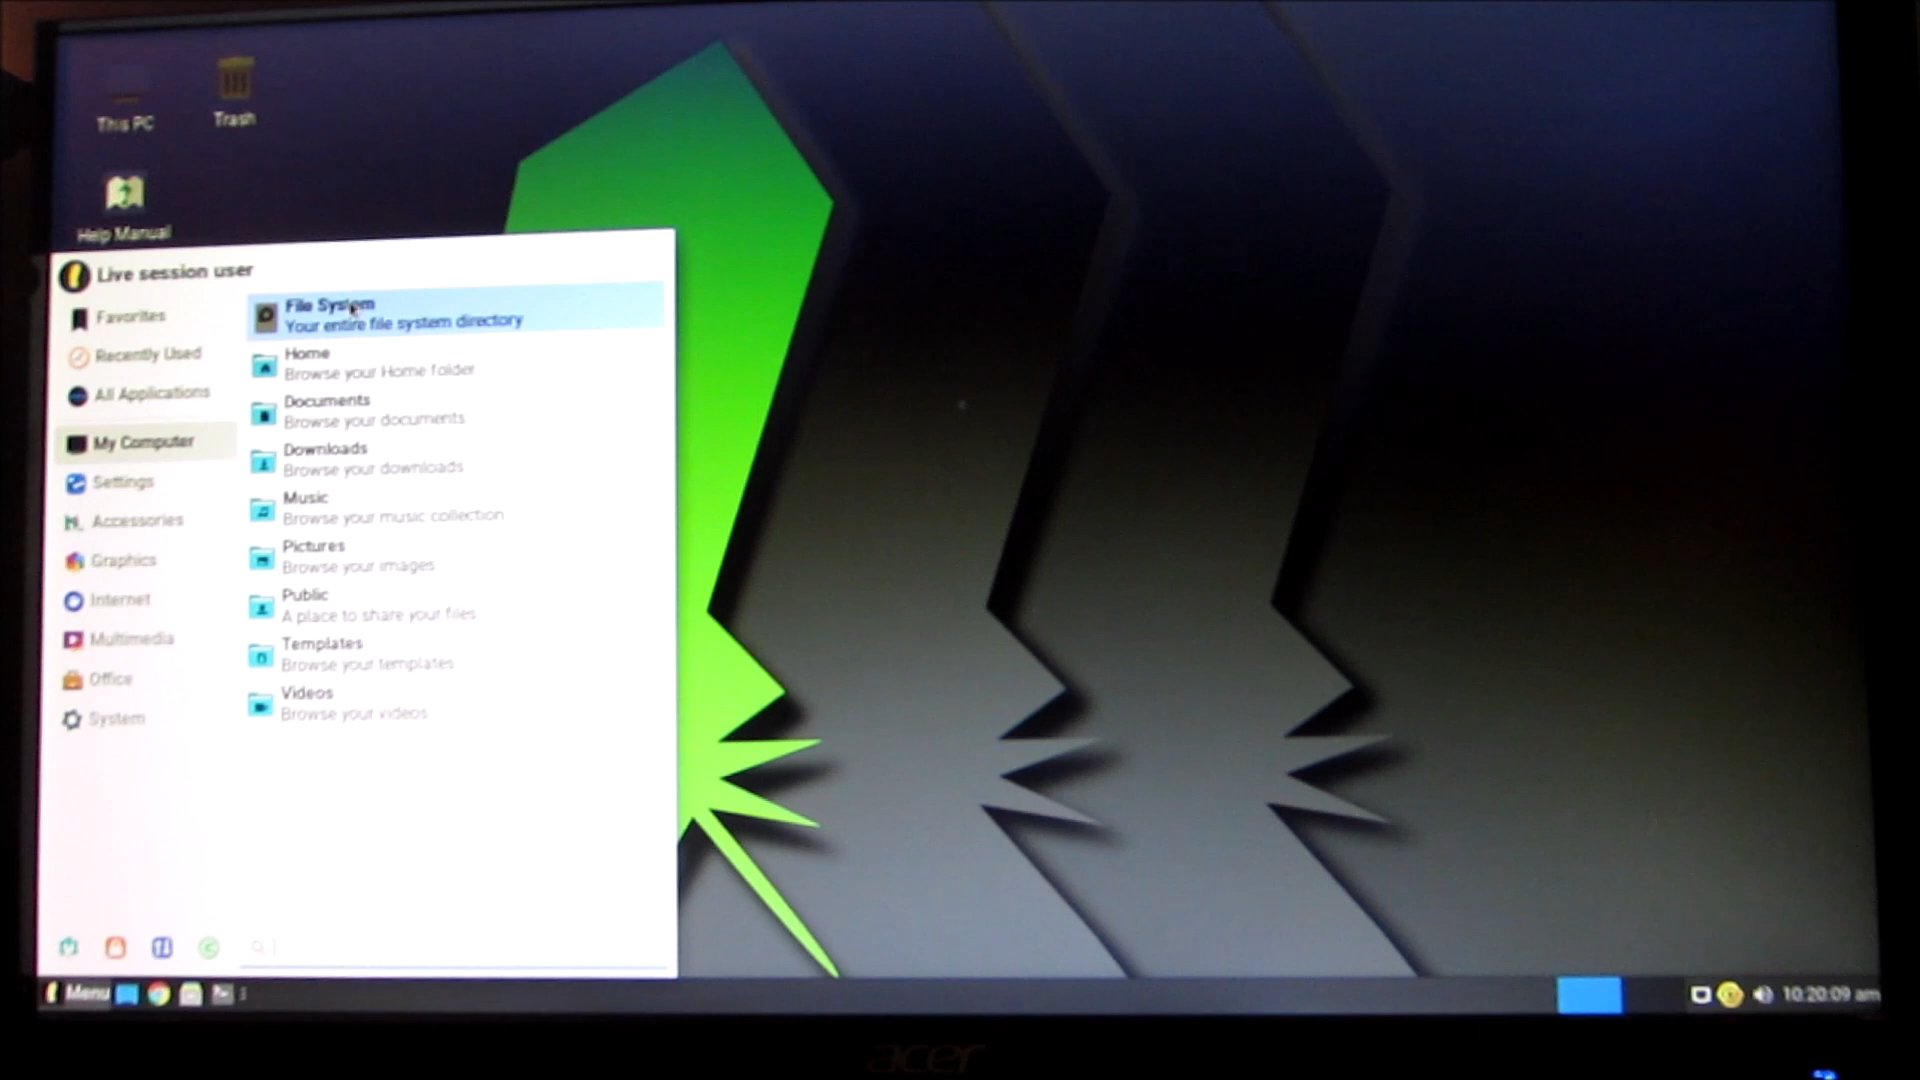 This PC
Trash
Help Manual
Live session user
Favorites
Recently Used
All Applications
My Computer
Settings
Accessories
Graphics
Internet
Multimedia
Office
System
File System
Your entire file system directory
Home
Browse your Home folder
Documents
Browse your documents
Downloads
Browse your downloads
Music
Browse your music collection
Pictures
Browse your images
Public
A place to share your files
Templates
Browse your templates
Videos
Browse your videos
Menu
10:20:09 am
acer